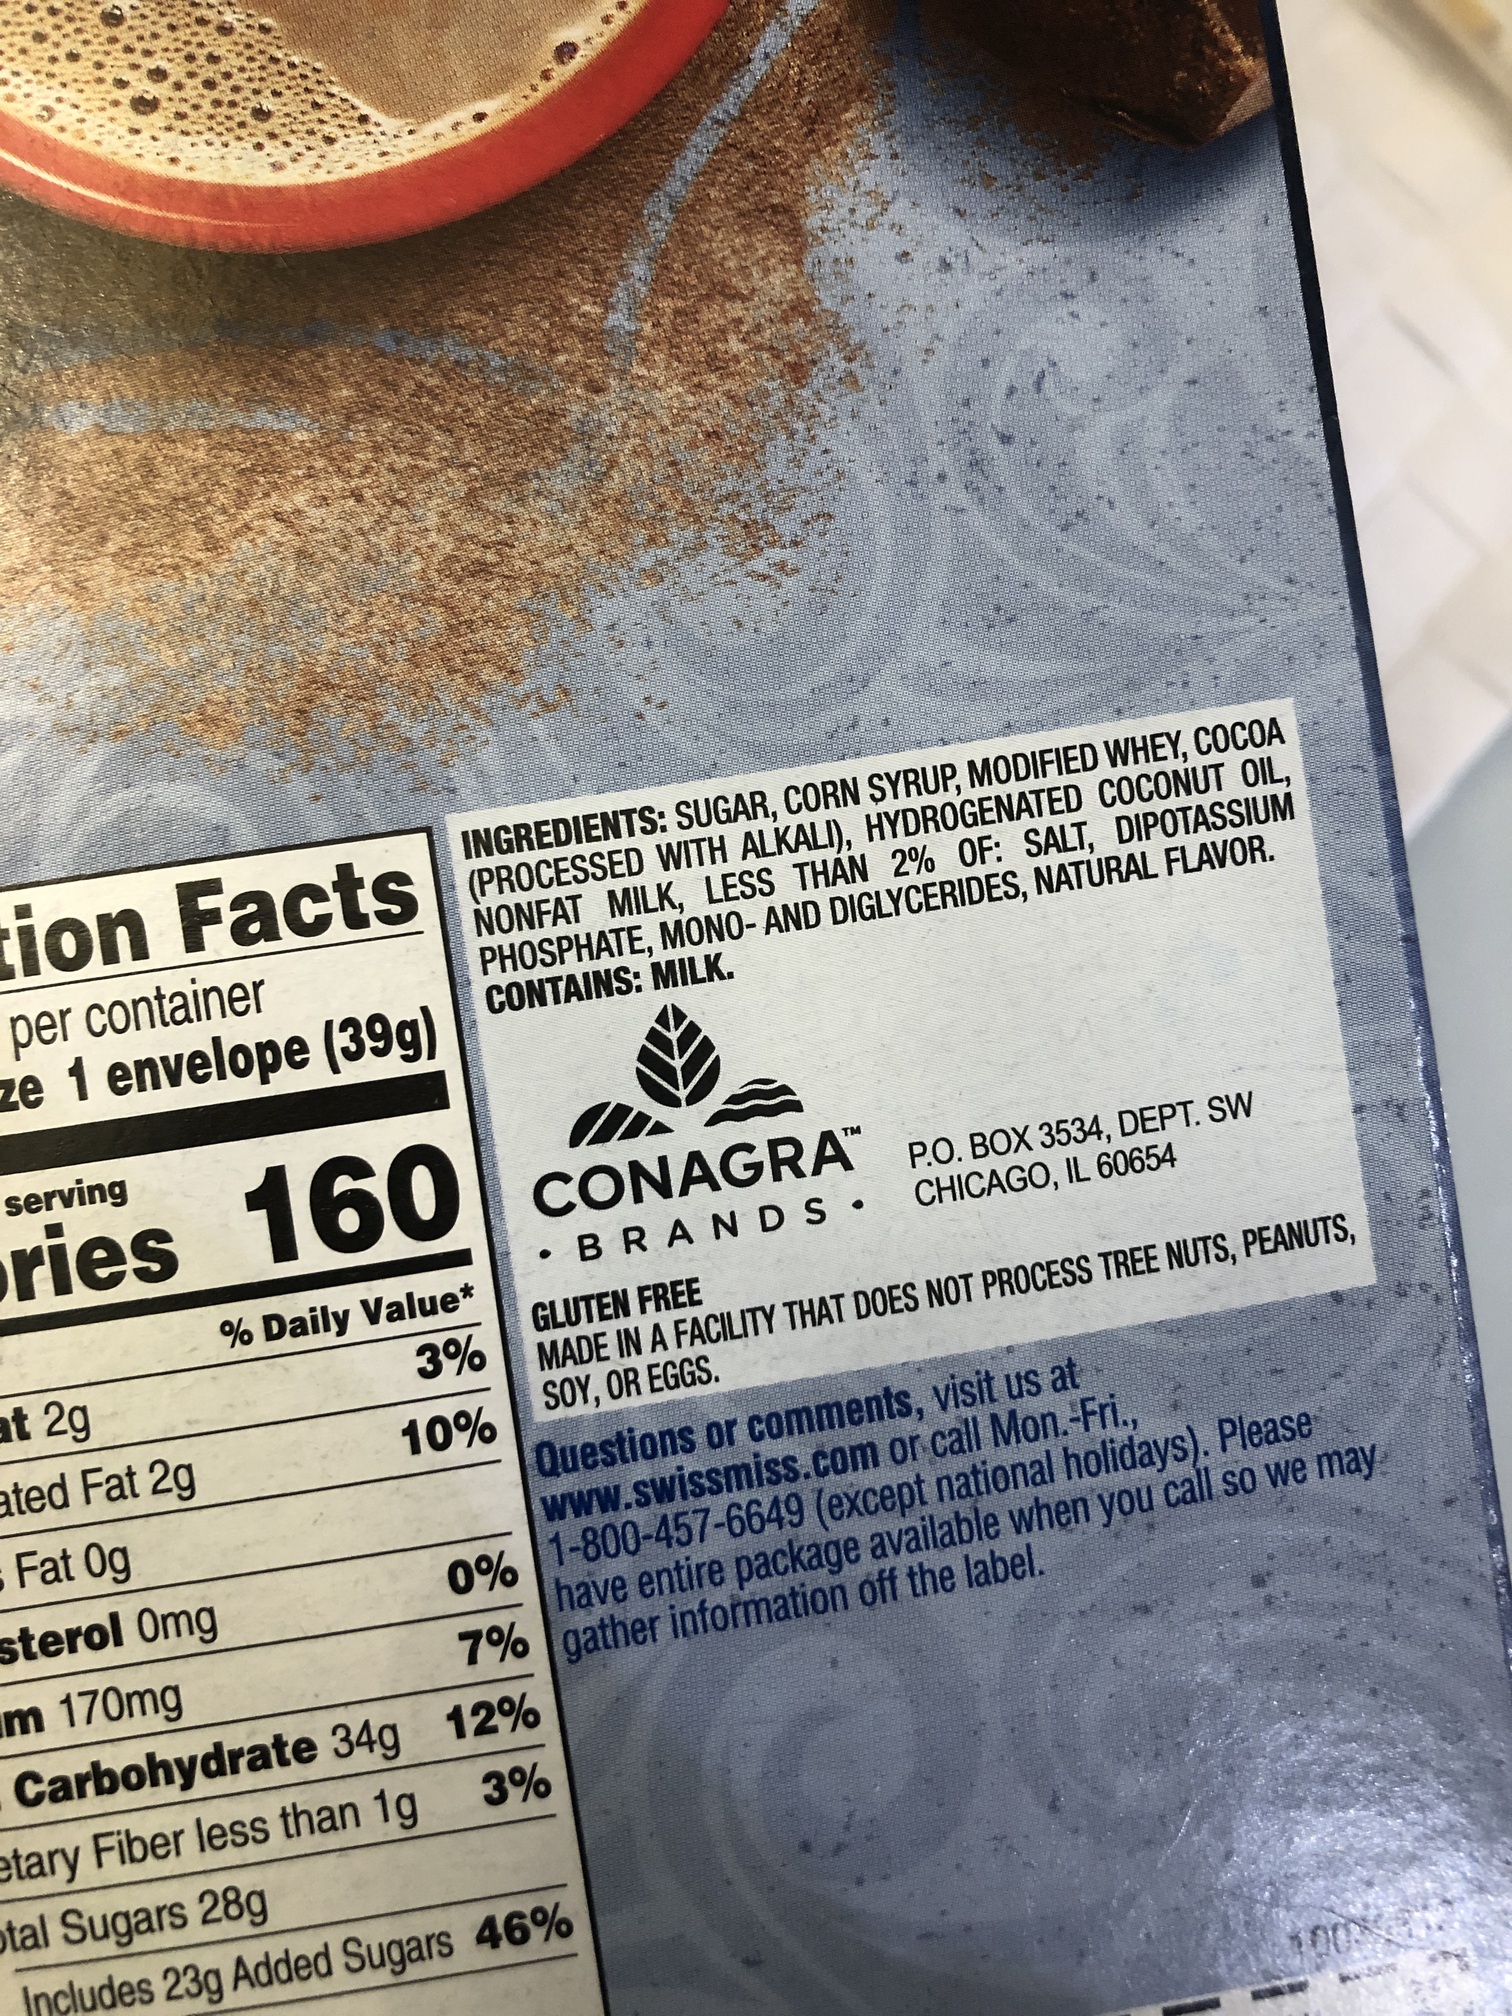 INGREDIENTS: SUGAR, CORN SYRUP, MODIFIED WHEY, COCOA
(PROCESSED WITH ALKALI), HYDROGENATED COCONUT OIL,
NONFAT MILK, LESS THAN 2% OF: SALT, DIPOTASSIUM
PHOSPHATE, MONO- AND DIGLYCERIDES, NATURAL FLAVOR.
CONTAINS: MILK.
CONAGRA™
• BRANDS •
P.O. BOX 3534, DEPT. SW
CHICAGO, IL 60654
GLUTEN FREE
MADE IN A FACILITY THAT DOES NOT PROCESS TREE NUTS, PEANUTS,
SOY, OR EGGS.
Questions or comments, visit us at
www.swissmiss.com or call Mon.-Fri.,
1-800-457-6649 (except national holidays). Please
have entire package available when you call so we may
gather information off the label.
tion Facts
per container
ze 1 envelope (39g)
serving
ories 160
% Daily Value*
at 2g 3%
ated Fat 2g 10%
s Fat 0g
sterol 0mg 0%
m 170mg 7%
Carbohydrate 34g 12%
etary Fiber less than 1g 3%
otal Sugars 28g
Includes 23g Added Sugars 46%